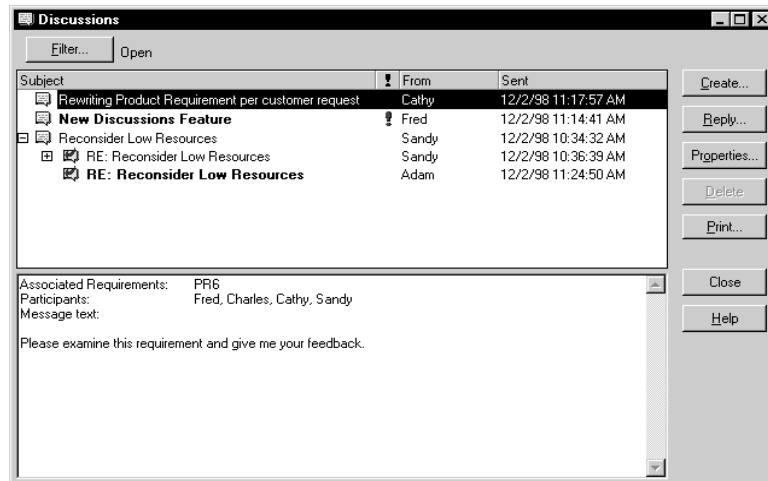 Discussions
Filter... Open
Subject ! From Sent
Rewriting Product Requirement per customer request Cathy 12/2/98 11:17:57 AM
New Discussions Feature ! Fred 12/2/98 11:14:41 AM
Reconsider Low Resources Sandy 12/2/98 10:34:32 AM
RE: Reconsider Low Resources Sandy 12/2/98 10:36:39 AM
RE: Reconsider Low Resources Adam 12/2/98 11:24:50 AM
Create...
Reply...
Properties...
Delete
Print...
Close
Help
Associated Requirements: PR6
Participants: Fred, Charles, Cathy, Sandy
Message text:
Please examine this requirement and give me your feedback.